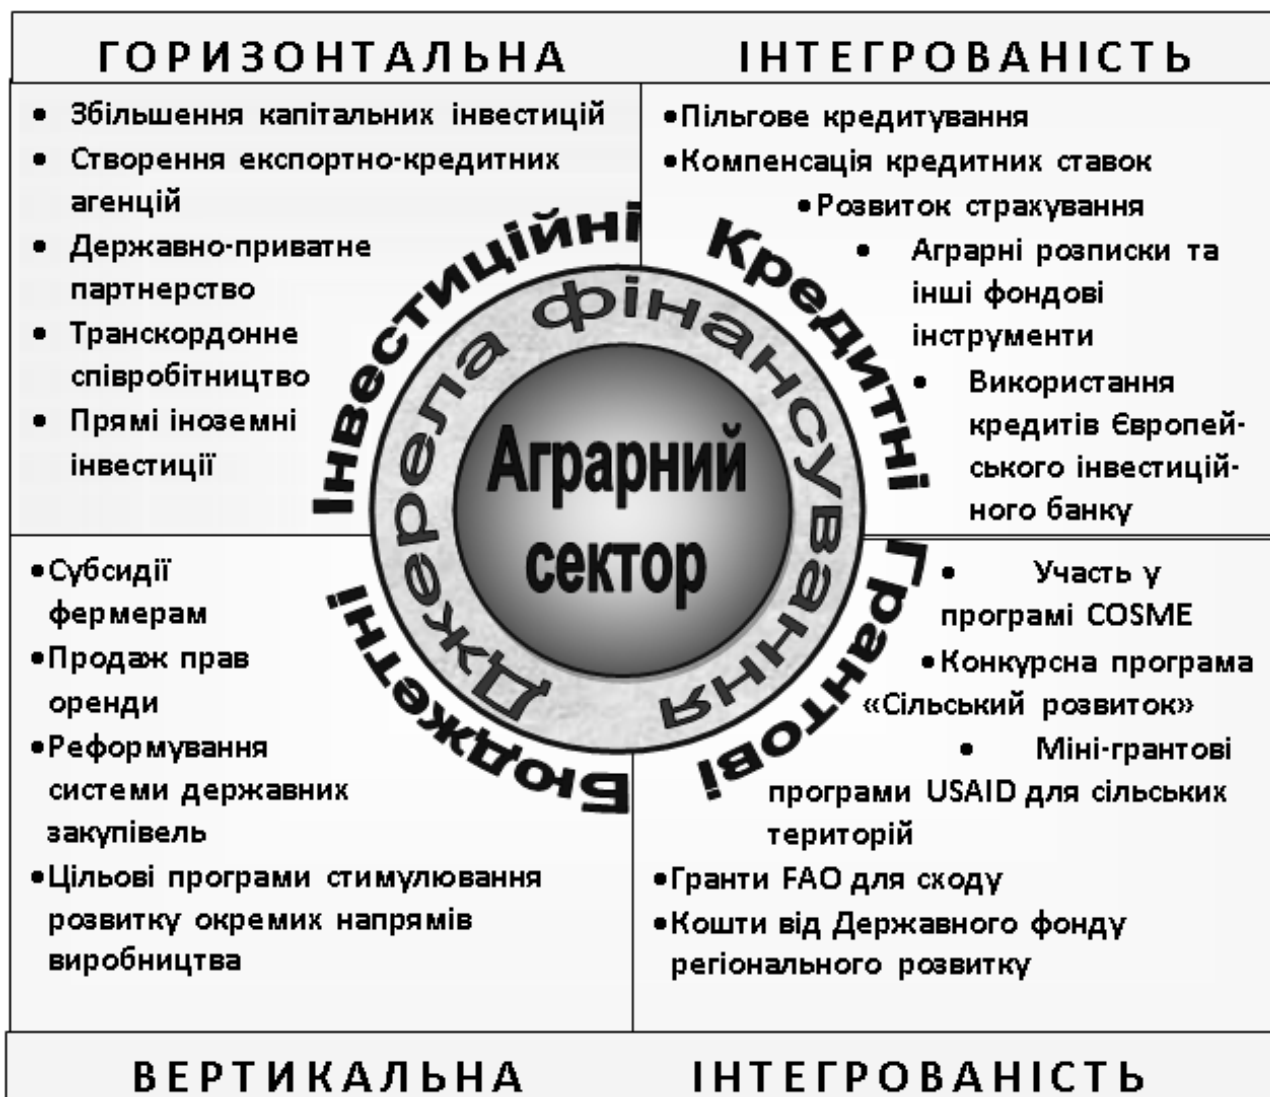 ГОРИЗОНТАЛЬНА ІНТЕГРОВАНІСТЬ
• Збільшення капітальних інвестицій
• Створення експортно-кредитних
агенцій
• Державно-приватне
партнерство
• Транскордонне
співробітництво
• Прямі іноземні
інвестиції
•Пільгове кредитування
•Компенсація кредитних ставок
•Розвиток страхування
• Аграрні розписки та
інші фондові
інструменти
• Використання
кредитів Європей-
ського інвестицій-
ного банку
Інвестиційні
Кредитні
Джерела фінансування
Аграрний
сектор
Бюджетні
Грантові
•Субсидії
фермерам
•Продаж прав
оренди
•Реформування
системи державних
закупівель
•Цільові програми стимулювання
розвитку окремих напрямів
виробництва
• Участь у
програмі COSME
•Конкурсна програма
«Сільський розвиток»
• Міні-грантові
програми USAID для сільських
територій
•Гранти FAO для сходу
•Кошти від Державного фонду
регіонального розвитку
ВЕРТИКАЛЬНА ІНТЕГРОВАНІСТЬ